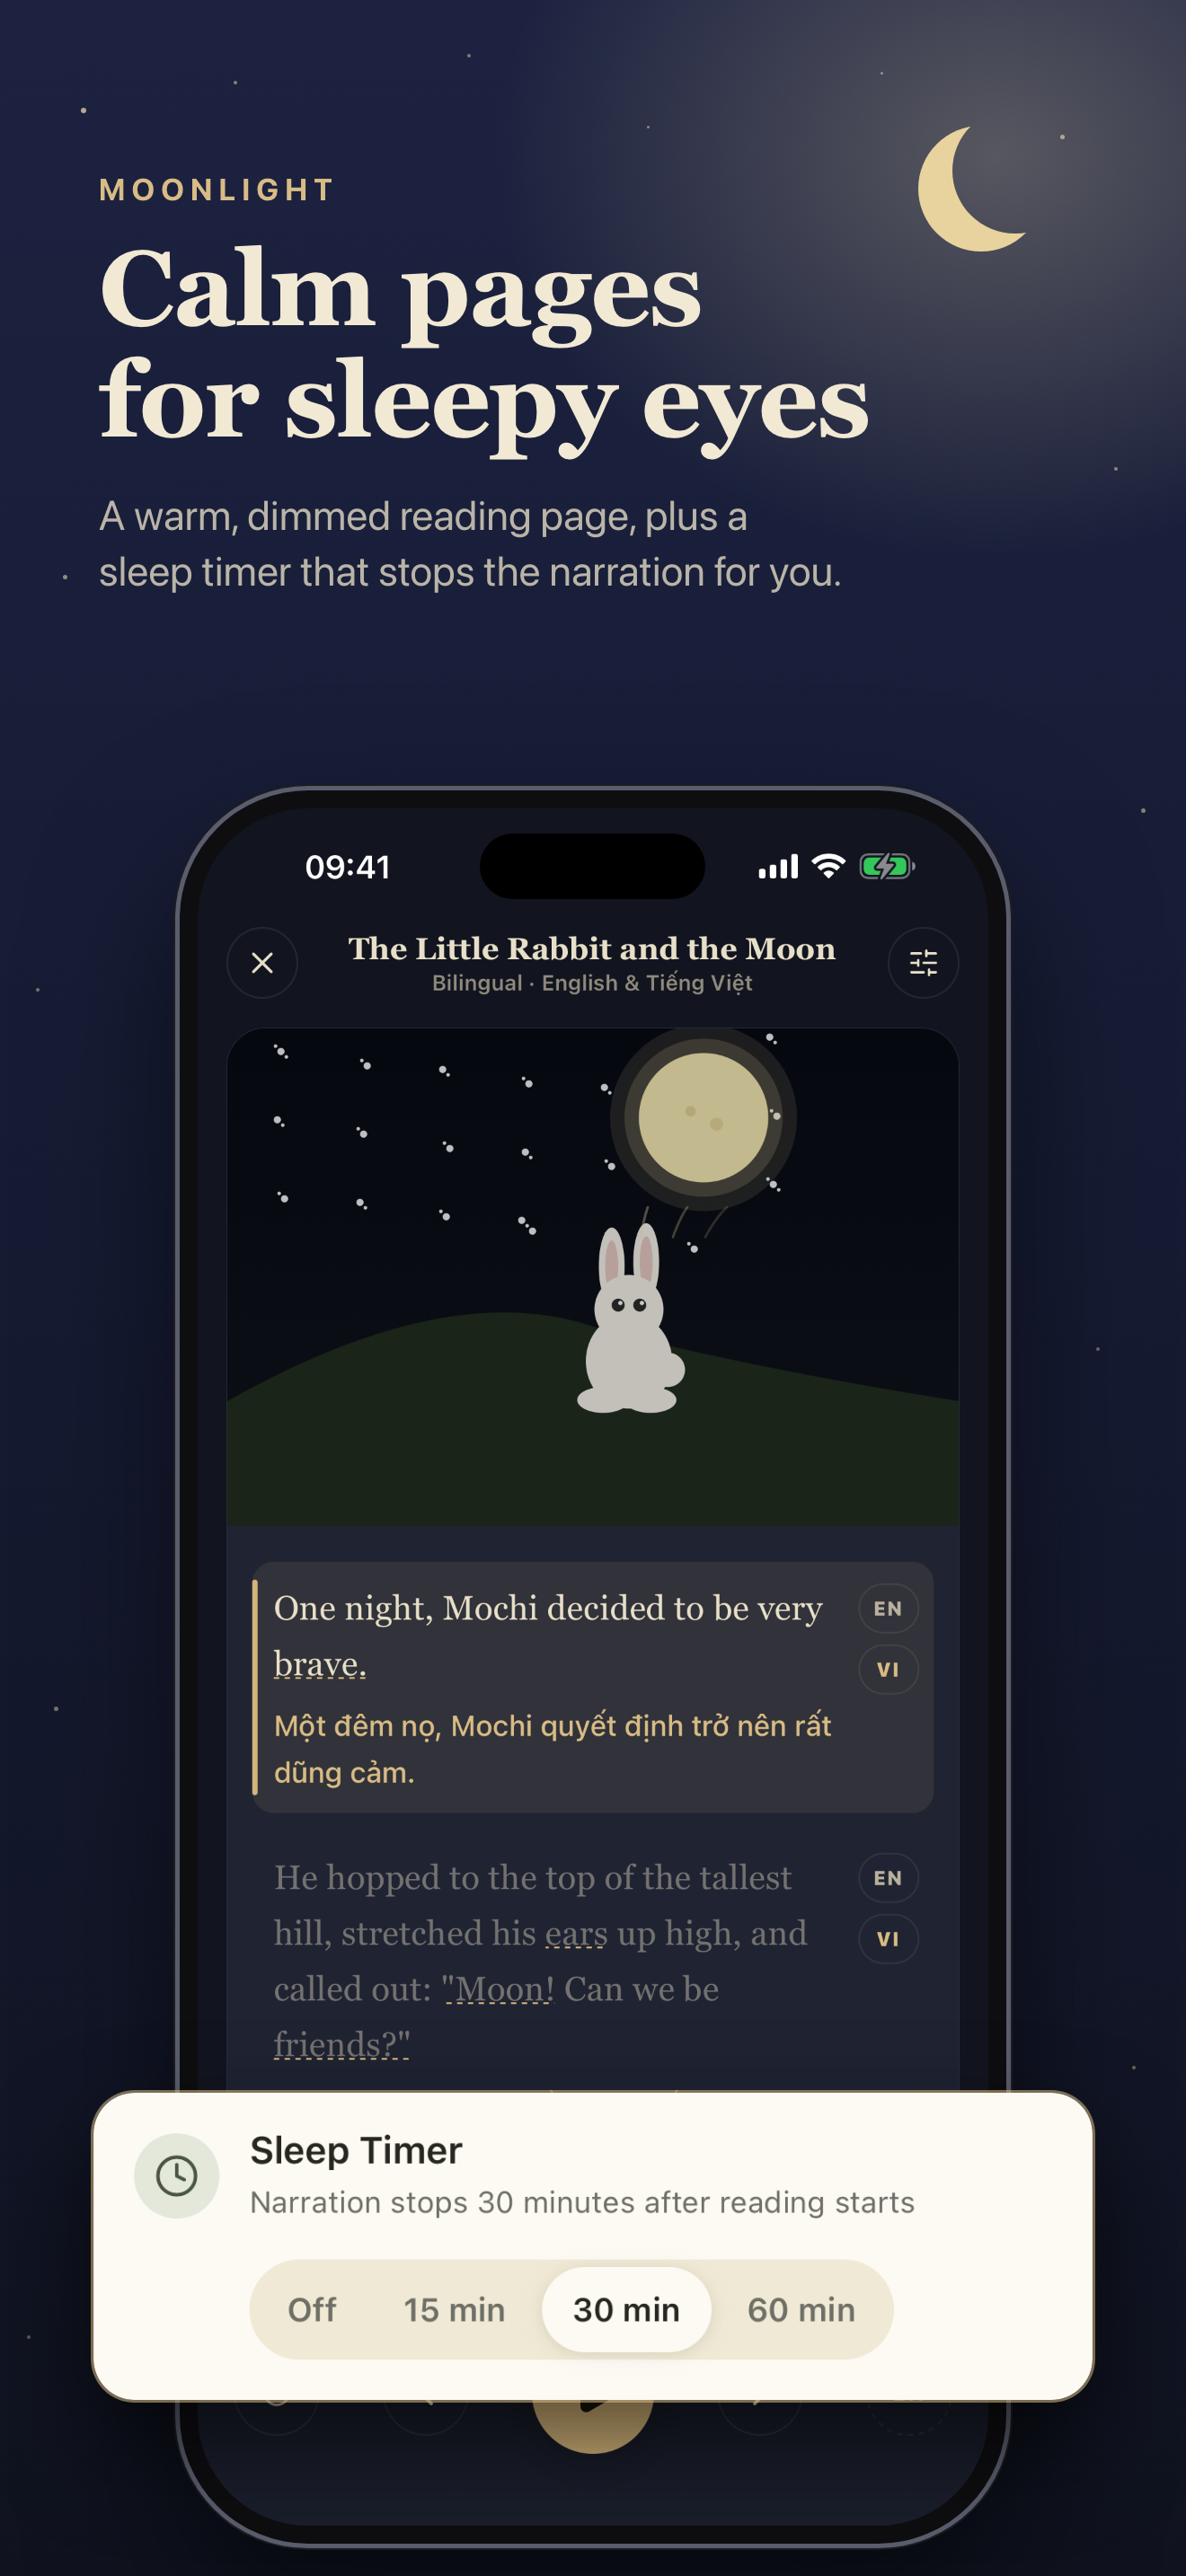 MOONLIGHT
Calm pages
for sleepy eyes
A warm, dimmed reading page, plus a
sleep timer that stops the narration for you.
09:41
The Little Rabbit and the Moon
Bilingual · English & Tiếng Việt
One night, Mochi decided to be very
brave.
EN
VI
Một đêm nọ, Mochi quyết định trở nên rất
dũng cảm.
He hopped to the top of the tallest
hill, stretched his ears up high, and
called out: "Moon! Can we be
friends?"
EN
VI
Sleep Timer
Narration stops 30 minutes after reading starts
Off
15 min
30 min
60 min